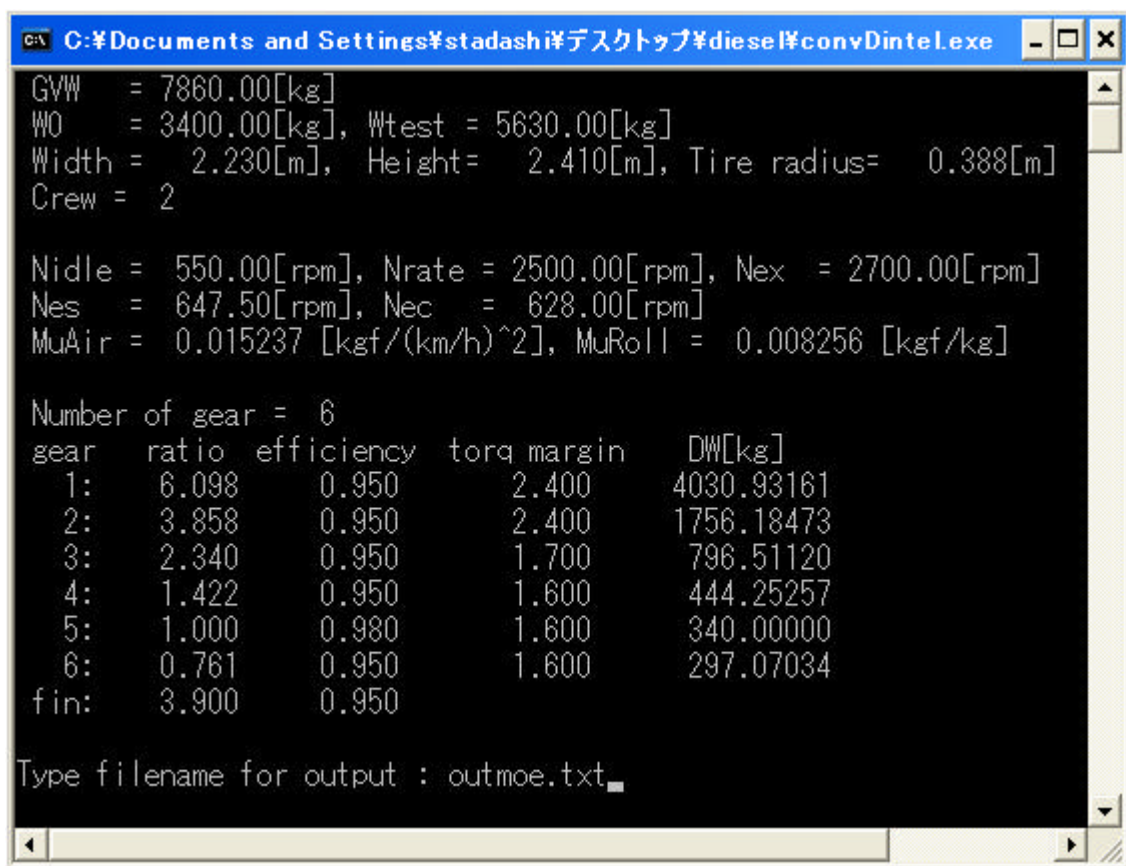 C:¥Documents and Settings¥stadashi¥デスクトップ¥diesel¥convDintel.exe
GVW = 7860.00[kg]
W0 = 3400.00[kg], Wtest = 5630.00[kg]
Width = 2.230[m], Height= 2.410[m], Tire radius= 0.388[m]
Crew = 2
Nidle = 550.00[rpm], Nrate = 2500.00[rpm], Nex = 2700.00[rpm]
Nes = 647.50[rpm], Nec = 628.00[rpm]
MuAir = 0.015237 [kgf/(km/h)^2], MuRoll = 0.008256 [kgf/kg]
Number of gear = 6
gear ratio efficiency torq margin DW[kg]
1: 6.098 0.950 2.400 4030.93161
2: 3.858 0.950 2.400 1756.18473
3: 2.340 0.950 1.700 796.51120
4: 1.422 0.950 1.600 444.25257
5: 1.000 0.980 1.600 340.00000
6: 0.761 0.950 1.600 297.07034
fin: 3.900 0.950
Type filename for output : outmoe.txt